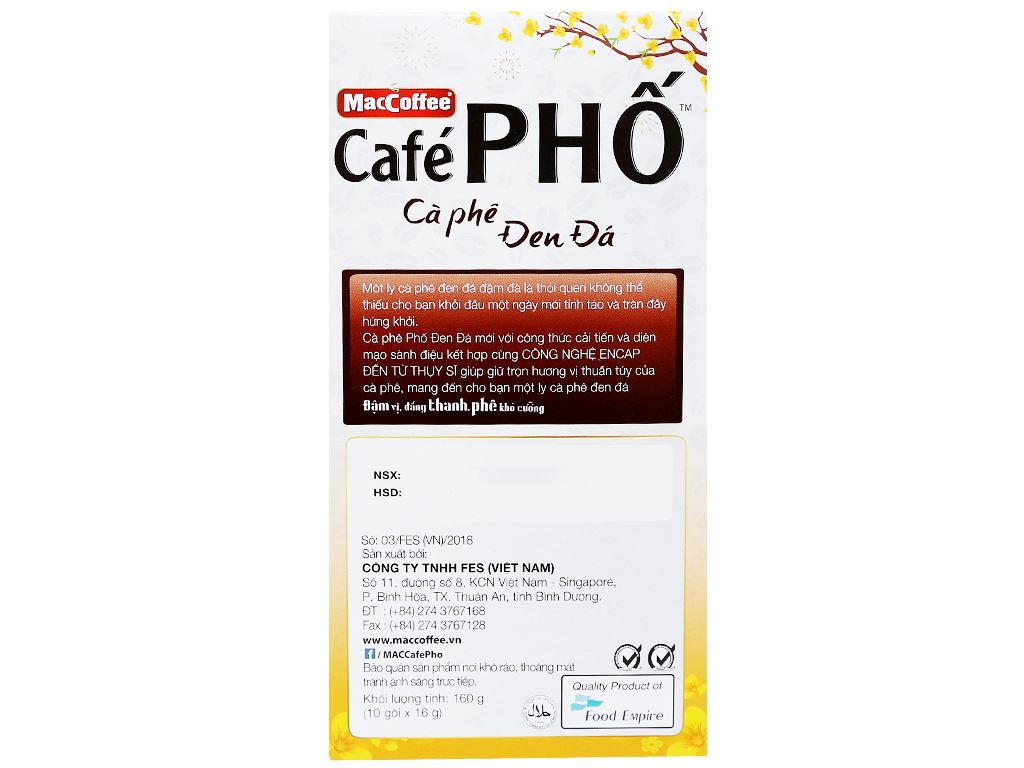 MacCoffee®
Café PHỐ™
Cà phê
Đen Đá
Một ly cà phê đen đá đậm đà là thói quen không thể
thiếu cho bạn khởi đầu một ngày mới tỉnh táo và tràn đầy
hứng khởi.
Cà phê Phố Đen Đá mới với công thức cải tiến và diện
mạo sành điệu kết hợp cùng CÔNG NGHỆ ENCAP
ĐẾN TỪ THỤY SĨ giúp giữ trọn hương vị thuần túy của
cà phê, mang đến cho bạn một ly cà phê đen đá
Đậm vị, đắng thanh, phê khó cưỡng
NSX:
HSD:
Số: 03/FES (VN)/2018
Sản xuất bởi:
CÔNG TY TNHH FES (VIỆT NAM)
Số 11, đường số 8, KCN Việt Nam - Singapore,
P. Bình Hòa, TX. Thuận An, tỉnh Bình Dương.
ĐT : (+84) 274 3767168
Fax : (+84) 274 3767128
www.maccoffee.vn
f / MACCafePho
Bảo quản sản phẩm nơi khô ráo, thoáng mát
tránh ánh sáng trực tiếp.
Khối lượng tịnh: 160 g
(10 gói x 16 g)
حلال
Quality Product of
Food Empire